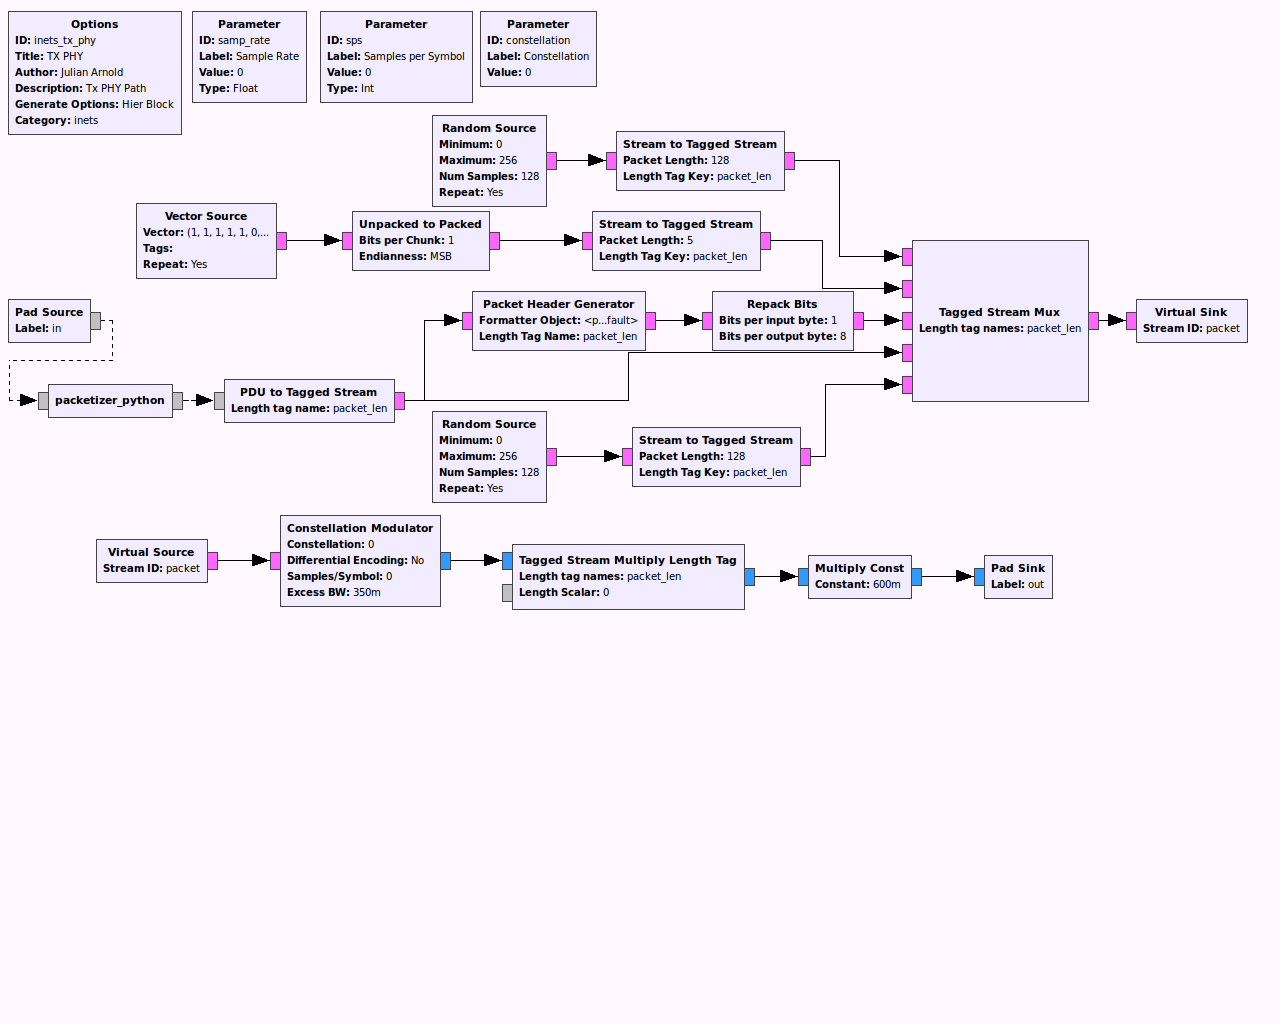 Options
ID: inets_tx_phy
Title: TX PHY
Author: Julian Arnold
Description: Tx PHY Path
Generate Options: Hier Block
Category: inets
Parameter
ID: samp_rate
Label: Sample Rate
Value: 0
Type: Float
Parameter
ID: sps
Label: Samples per Symbol
Value: 0
Type: Int
Parameter
ID: constellation
Label: Constellation
Value: 0
Random Source
Minimum: 0
Maximum: 256
Num Samples: 128
Repeat: Yes
Stream to Tagged Stream
Packet Length: 128
Length Tag Key: packet_len
Vector Source
Vector: (1, 1, 1, 1, 1, 0,...
Tags:
Repeat: Yes
Unpacked to Packed
Bits per Chunk: 1
Endianness: MSB
Stream to Tagged Stream
Packet Length: 5
Length Tag Key: packet_len
Pad Source
Label: in
Packet Header Generator
Formatter Object: <p...fault>
Length Tag Name: packet_len
Repack Bits
Bits per input byte: 1
Bits per output byte: 8
Tagged Stream Mux
Length tag names: packet_len
Virtual Sink
Stream ID: packet
packetizer_python
PDU to Tagged Stream
Length tag name: packet_len
Random Source
Minimum: 0
Maximum: 256
Num Samples: 128
Repeat: Yes
Stream to Tagged Stream
Packet Length: 128
Length Tag Key: packet_len
Virtual Source
Stream ID: packet
Constellation Modulator
Constellation: 0
Differential Encoding: No
Samples/Symbol: 0
Excess BW: 350m
Tagged Stream Multiply Length Tag
Length tag names: packet_len
Length Scalar: 0
Multiply Const
Constant: 600m
Pad Sink
Label: out